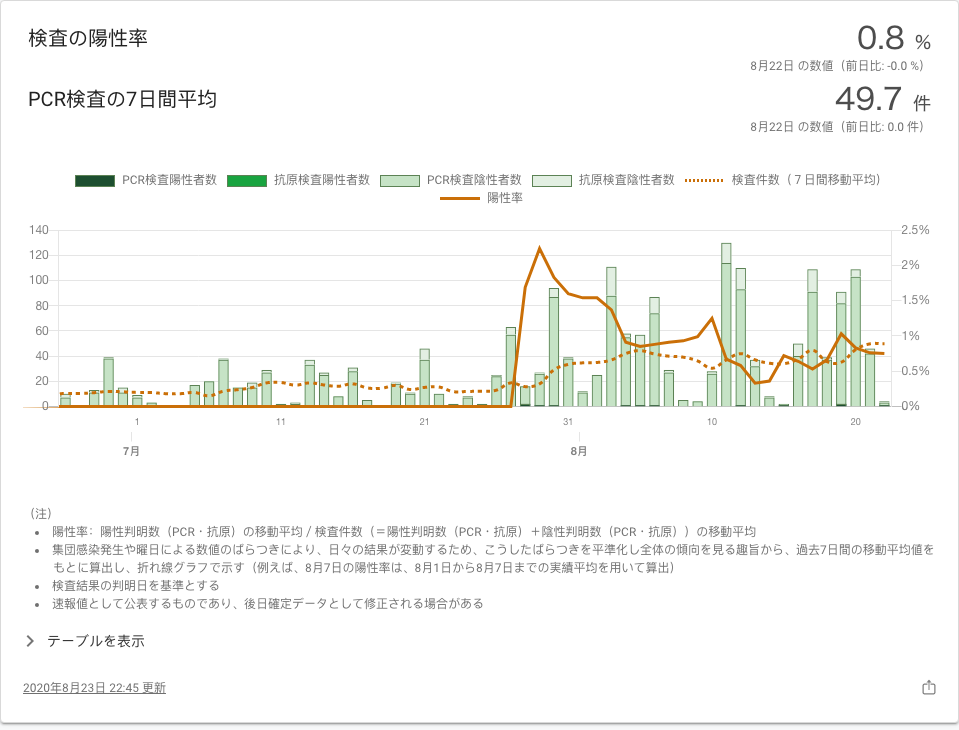 検査の陽性率
0.8 %
8月22日 の数値（前日比: -0.0 %）
PCR検査の7日間平均
49.7 件
8月22日 の数値（前日比: 0.0 件）
PCR検査陽性者数 抗原検査陽性者数 PCR検査陰性者数 抗原検査陰性者数 検査件数（７日間移動平均）
陽性率
140 2.5%
120 2%
100
80 1.5%
60 1%
40
20 0.5%
0 0%
1 11 21 31 10 20
7月 8月
（注）
• 陽性率：陽性判明数（PCR・抗原）の移動平均 / 検査件数（＝陽性判明数（PCR・抗原）＋陰性判明数（PCR・抗原））の移動平均
• 集団感染発生や曜日による数値のばらつきにより、日々の結果が変動するため、こうしたばらつきを平準化し全体の傾向を見る趣旨から、過去7日間の移動平均値を
もとに算出し、折れ線グラフで示す（例えば、8月7日の陽性率は、8月1日から8月7日までの実績平均を用いて算出）
• 検査結果の判明日を基準とする
• 速報値として公表するものであり、後日確定データとして修正される場合がある
テーブルを表示
2020年8月23日 22:45 更新